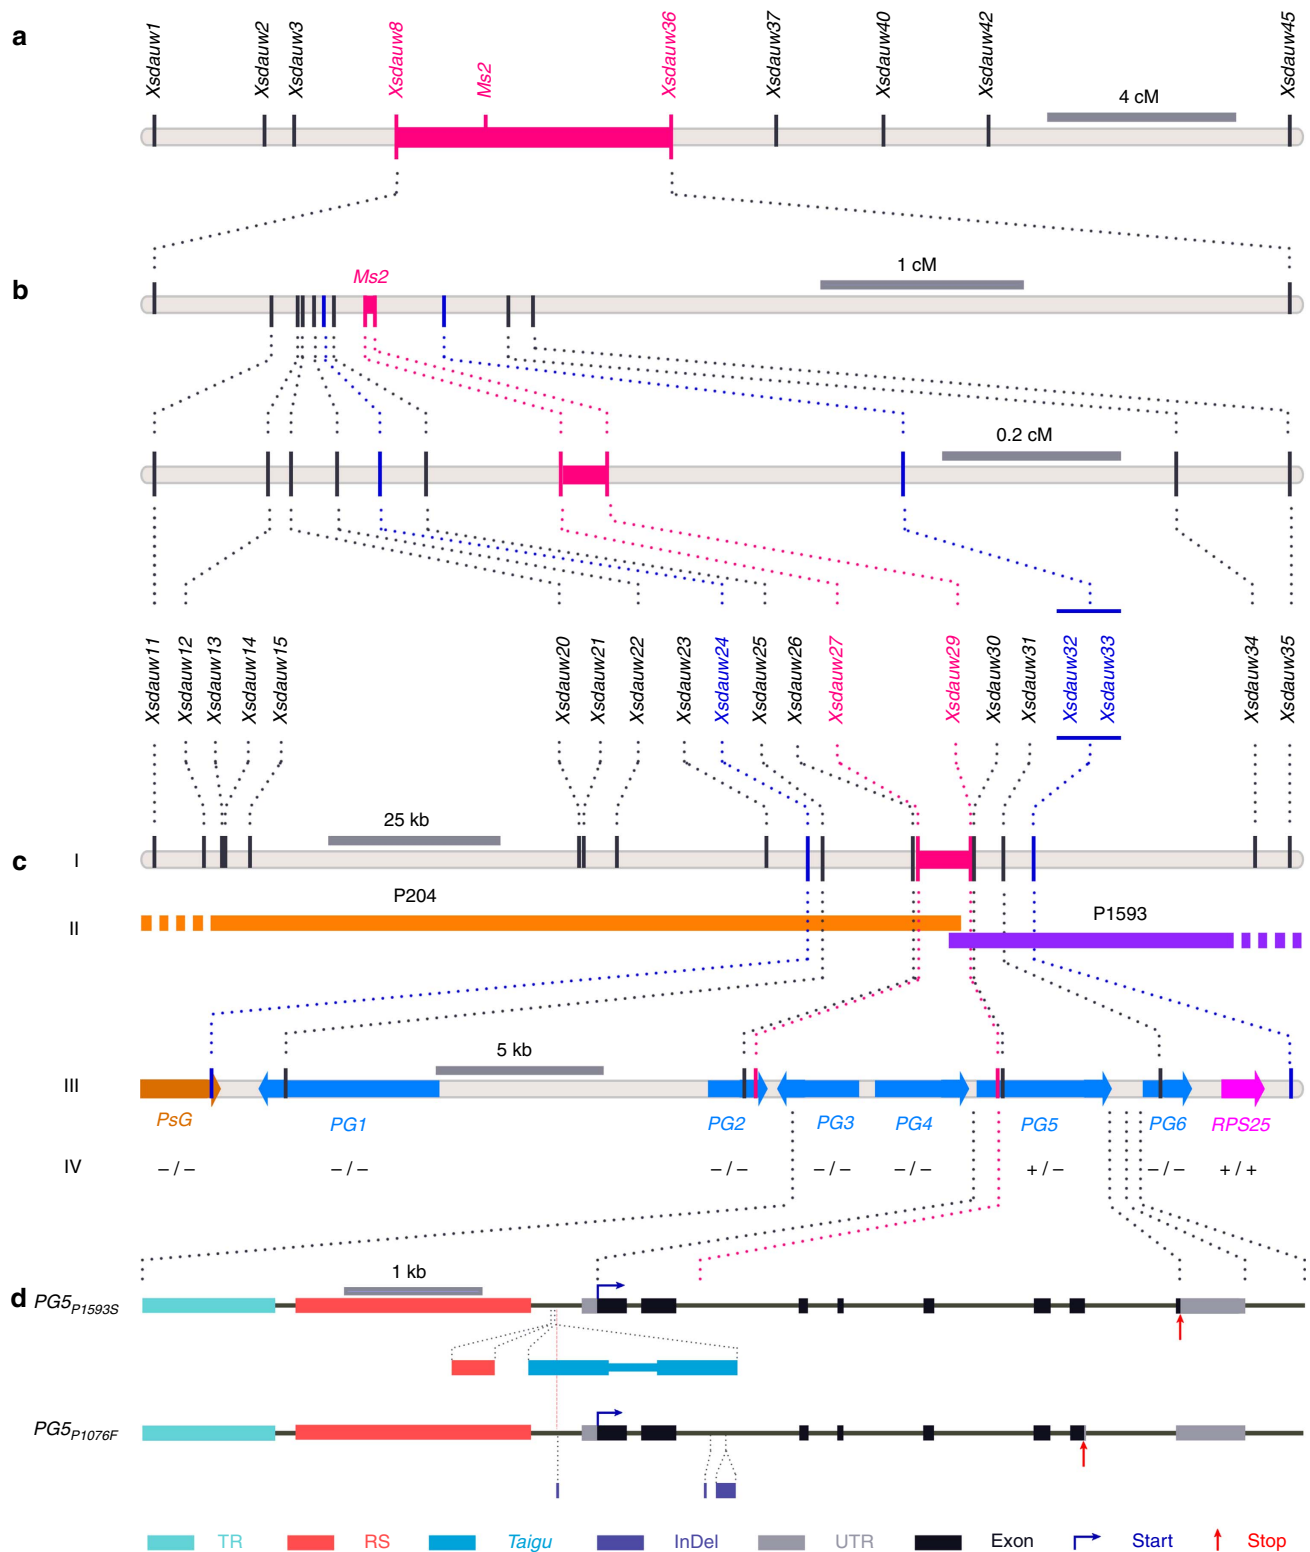 a
Xsdauw1
Xsdauw2
Xsdauw3
Xsdauw8
Ms2
Xsdauw36
Xsdauw37
Xsdauw40
Xsdauw42
Xsdauw45
4 cM
b
Ms2
1 cM
0.2 cM
Xsdauw11
Xsdauw12
Xsdauw13
Xsdauw14
Xsdauw15
Xsdauw20
Xsdauw21
Xsdauw22
Xsdauw23
Xsdauw24
Xsdauw25
Xsdauw26
Xsdauw27
Xsdauw29
Xsdauw30
Xsdauw31
Xsdauw32
Xsdauw33
Xsdauw34
Xsdauw35
25 kb
c
I
P204
II
P1593
5 kb
III
PsG
PG1
PG2
PG3
PG4
PG5
PG6
RPS25
IV
– / –
– / –
– / –
– / –
– / –
+ / –
– / –
+ / +
1 kb
d
PG5P1593S
PG5P1076F
TR
RS
Taigu
InDel
UTR
Exon
Start
Stop